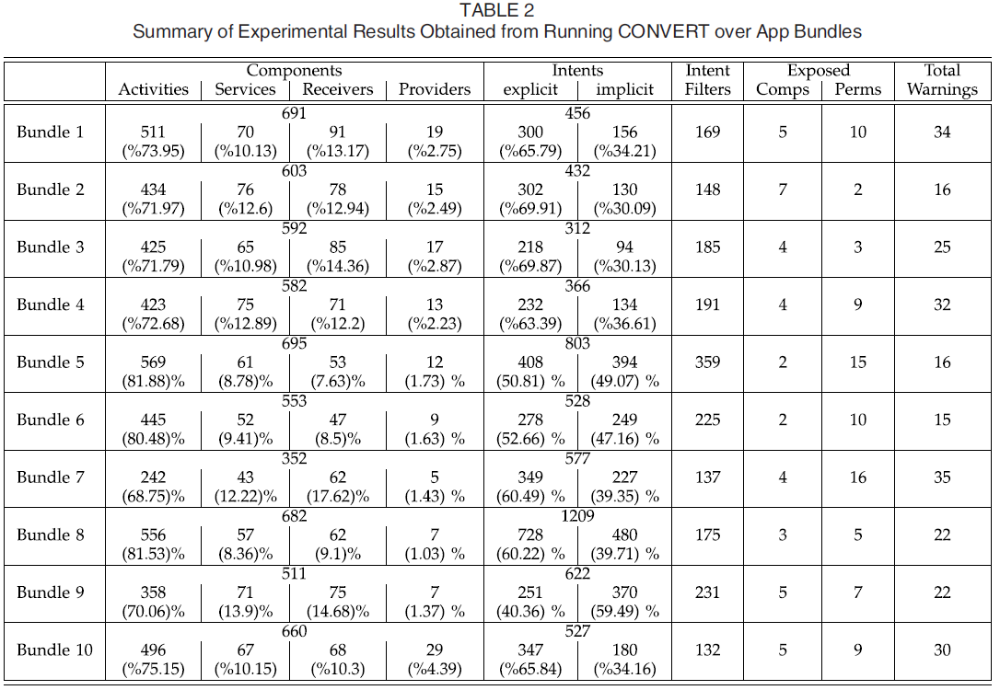 TABLE 2
Summary of Experimental Results Obtained from Running CONVERT over App Bundles
Components Intents Intent Exposed Total
Activities Services Receivers Providers explicit implicit Filters Comps Perms Warnings
691 456
Bundle 1 511 70 91 19 300 156 169 5 10 34
(%73.95) (%10.13) (%13.17) (%2.75) (%65.79) (%34.21)
603 432
Bundle 2 434 76 78 15 302 130 148 7 2 16
(%71.97) (%12.6) (%12.94) (%2.49) (%69.91) (%30.09)
592 312
Bundle 3 425 65 85 17 218 94 185 4 3 25
(%71.79) (%10.98) (%14.36) (%2.87) (%69.87) (%30.13)
582 366
Bundle 4 423 75 71 13 232 134 191 4 9 32
(%72.68) (%12.89) (%12.2) (%2.23) (%63.39) (%36.61)
695 803
Bundle 5 569 61 53 12 408 394 359 2 15 16
(81.88)% (8.78)% (7.63)% (1.73) % (50.81) % (49.07) %
553 528
Bundle 6 445 52 47 9 278 249 225 2 10 15
(80.48)% (9.41)% (8.5)% (1.63) % (52.66) % (47.16) %
352 577
Bundle 7 242 43 62 5 349 227 137 4 16 35
(68.75)% (12.22)% (17.62)% (1.43) % (60.49) % (39.35) %
682 1209
Bundle 8 556 57 62 7 728 480 175 3 5 22
(81.53)% (8.36)% (9.1)% (1.03) % (60.22) % (39.71) %
511 622
Bundle 9 358 71 75 7 251 370 231 5 7 22
(70.06)% (13.9)% (14.68)% (1.37) % (40.36) % (59.49) %
660 527
Bundle 10 496 67 68 29 347 180 132 5 9 30
(%75.15) (%10.15) (%10.3) (%4.39) (%65.84) (%34.16)